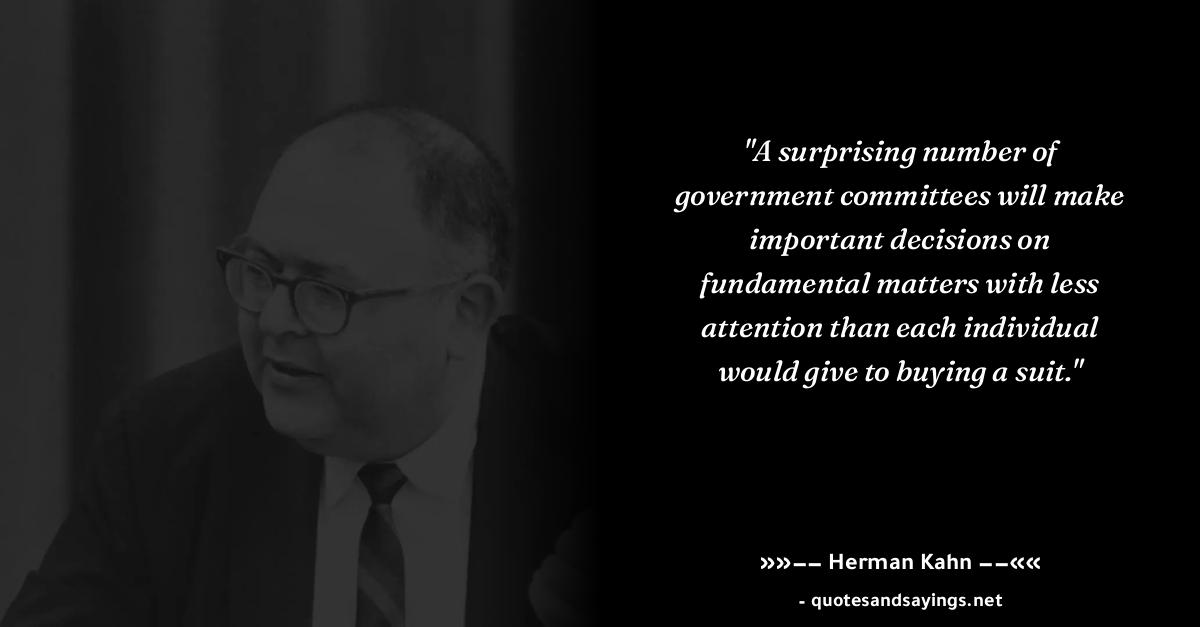 "A surprising number of
government committees will make
important decisions on
fundamental matters with less
attention than each individual
would give to buying a suit."
»»–– Herman Kahn ––««
- quotesandsayings.net